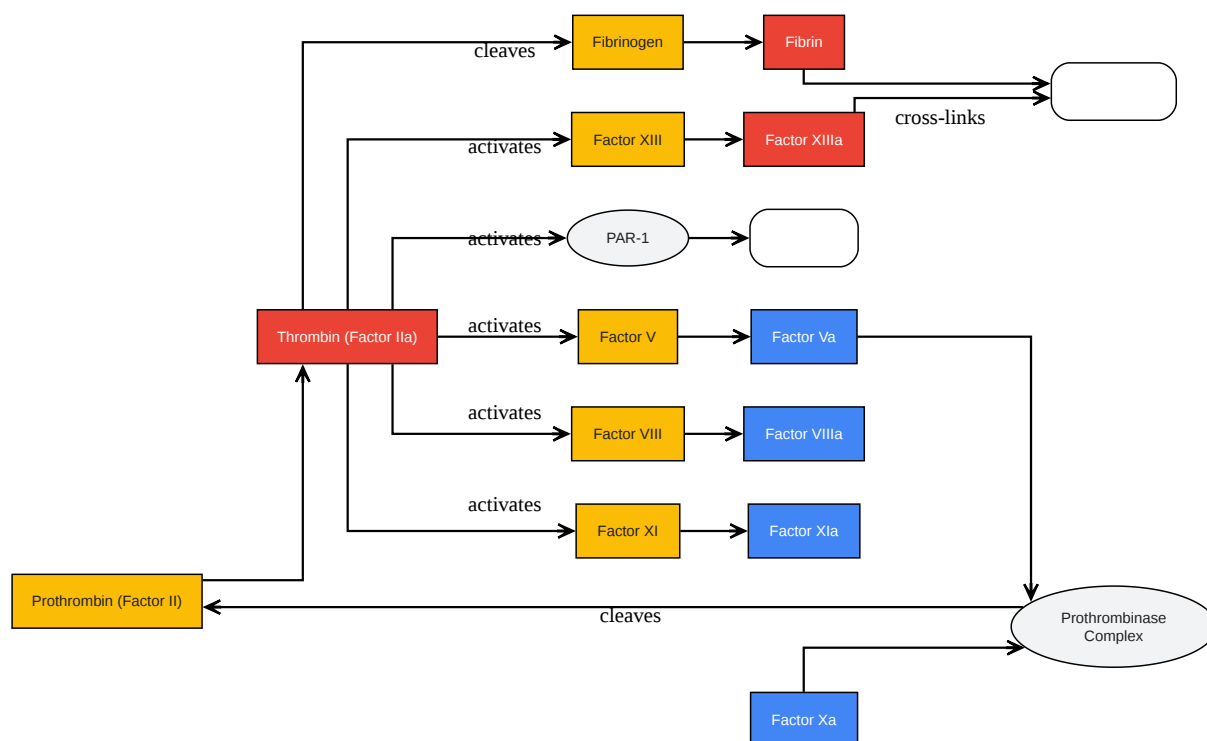 Fibrinogen
Fibrin
cleaves
cross-links
activates
Factor XIII
Factor XIIIa
activates
PAR-1
Thrombin (Factor IIa)
activates
Factor V
Factor Va
activates
Factor VIII
Factor VIIIa
activates
Factor XI
Factor XIa
Prothrombin (Factor II)
cleaves
Prothrombinase
Complex
Factor Xa